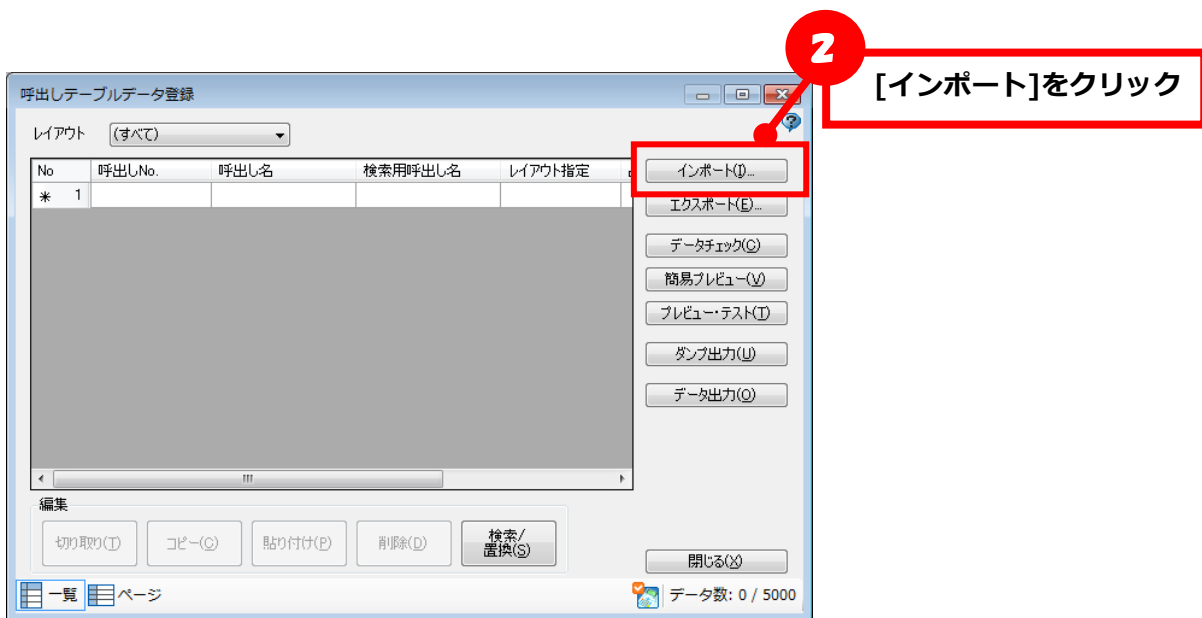 2
[インポート]をクリック
呼出しテーブルデータ登録
レイアウト (すべて)
No 呼出しNo. 呼出し名 検索用呼出し名 レイアウト指定
* 1
インポート(I)...
エクスポート(E)...
データチェック(C)
簡易プレビュー(V)
プレビュー・テスト(T)
ダンプ出力(U)
データ出力(O)
編集
切り取り(T) コピー(C) 貼り付け(P) 削除(D) 検索/
置換(S)
閉じる(X)
一覧 ページ データ数: 0 / 5000